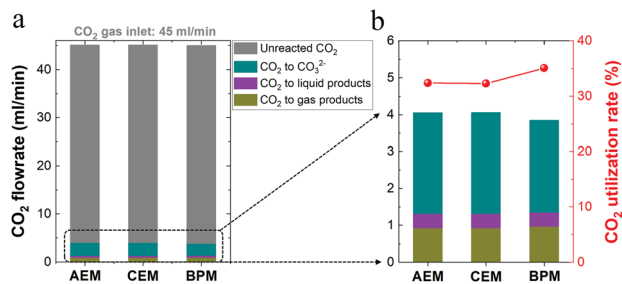 a
CO₂ gas inlet: 45 ml/min
Unreacted CO₂
CO₂ to CO₃²⁻
CO₂ to liquid products
CO₂ to gas products
CO₂ flowrate (ml/min)
40
30
20
10
0
AEM CEM BPM
b
6
5
4
3
2
1
0
AEM CEM BPM
40
30
20
10
0
CO₂ utilization rate (%)